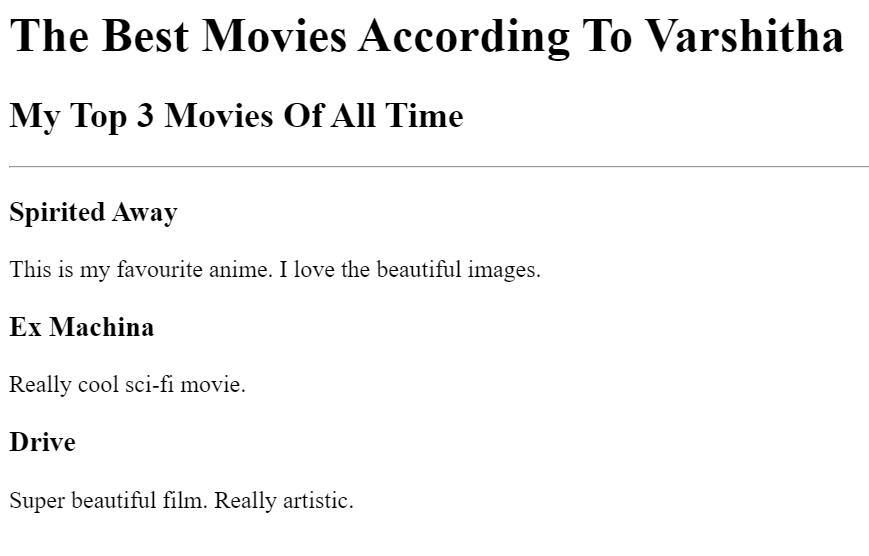 The Best Movies According To Varshitha
My Top 3 Movies Of All Time
Spirited Away
This is my favourite anime. I love the beautiful images.
Ex Machina
Really cool sci-fi movie.
Drive
Super beautiful film. Really artistic.